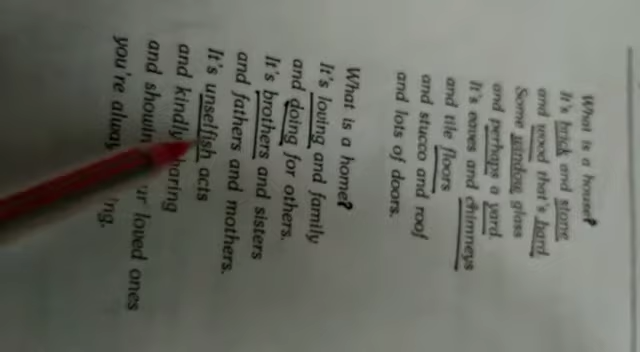 What is a house?
It's brick and stone
and wood that's hard.
Some window glass
and perhaps a yard.
It's eaves and chimneys
and tile floors
and stucco and roof
and lots of doors.
What is a home?
It's loving and family
and doing for others.
It's brothers and sisters
and fathers and mothers.
It's unselfish acts
and kindly
and loved ones
you're